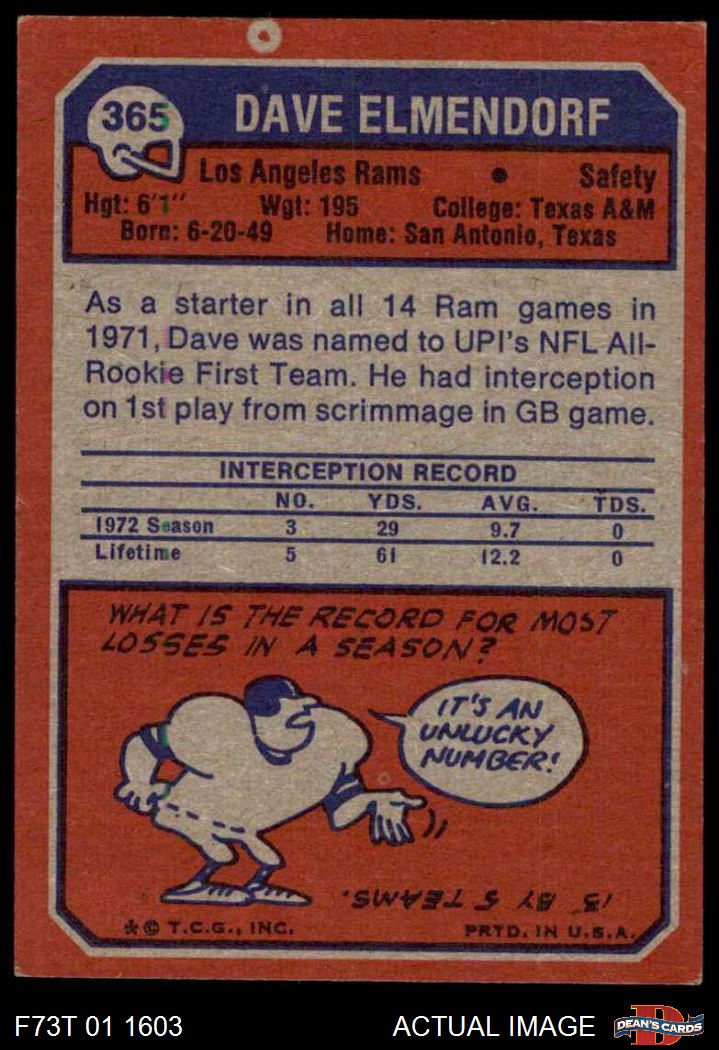 365
DAVE ELMENDORF
Los Angeles Rams • Safety
Hgt: 6'1" Wgt: 195 College: Texas A&M
Born: 6-20-49 Home: San Antonio, Texas
As a starter in all 14 Ram games in
1971, Dave was named to UPI's NFL All-
Rookie First Team. He had interception
on 1st play from scrimmage in GB game.
INTERCEPTION RECORD
NO. YDS. AVG. TDS.
1972 Season 3 29 9.7 0
Lifetime 5 61 12.2 0
WHAT IS THE RECORD FOR MOST
LOSSES IN A SEASON?
IT'S AN
UNLUCKY
NUMBER!
13 BY 5 TEAMS.
*© T.C.G., INC. PRTD. IN U.S.A.
F73T 01 1603 ACTUAL IMAGE
D
DEAN'S CARDS